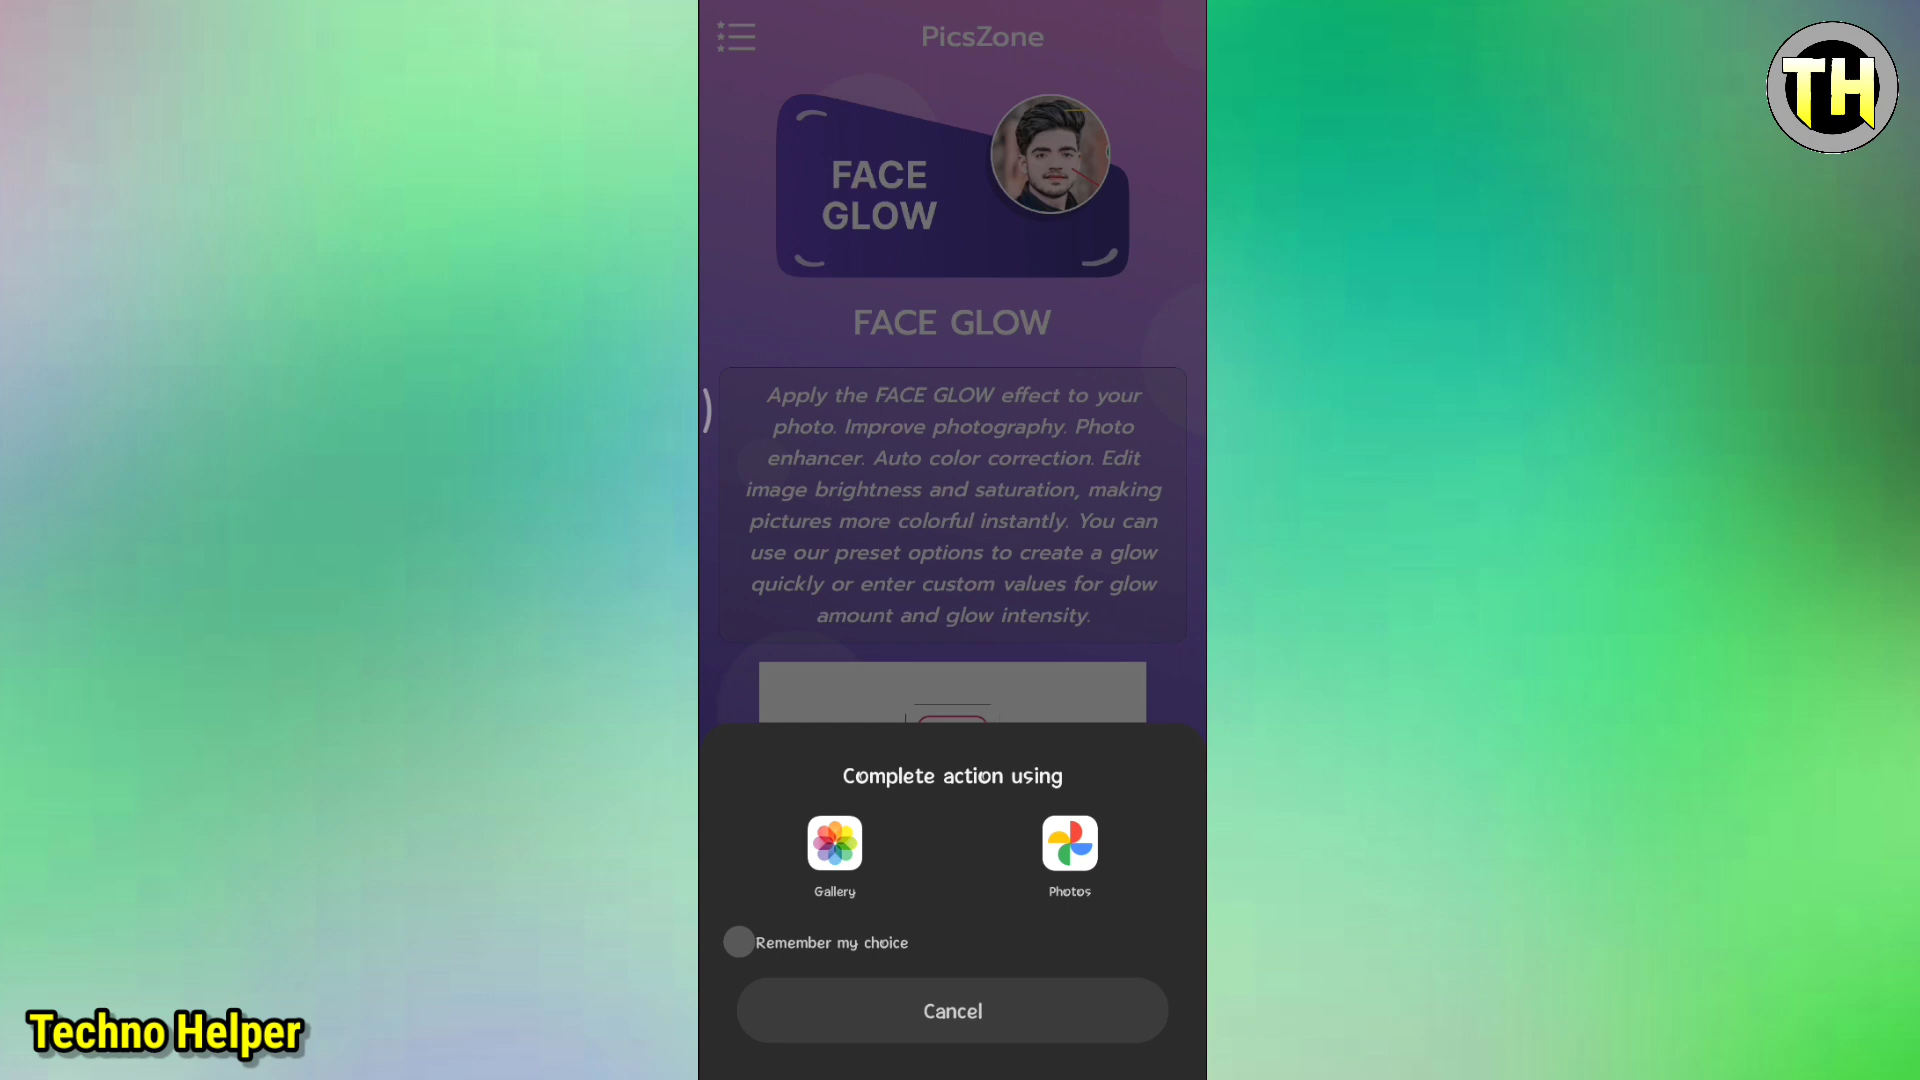 PicsZone
TH
FACE
GLOW
FACE GLOW
Apply the FACE GLOW effect to your
photo. Improve photography. Photo
enhancer. Auto color correction. Edit
image brightness and saturation, making
pictures more colorful instantly. You can
use our preset options to create a glow
quickly or enter custom values for glow
amount and glow intensity.
Complete action using
Gallery
Photos
Remember my choice
Cancel
Techno Helper